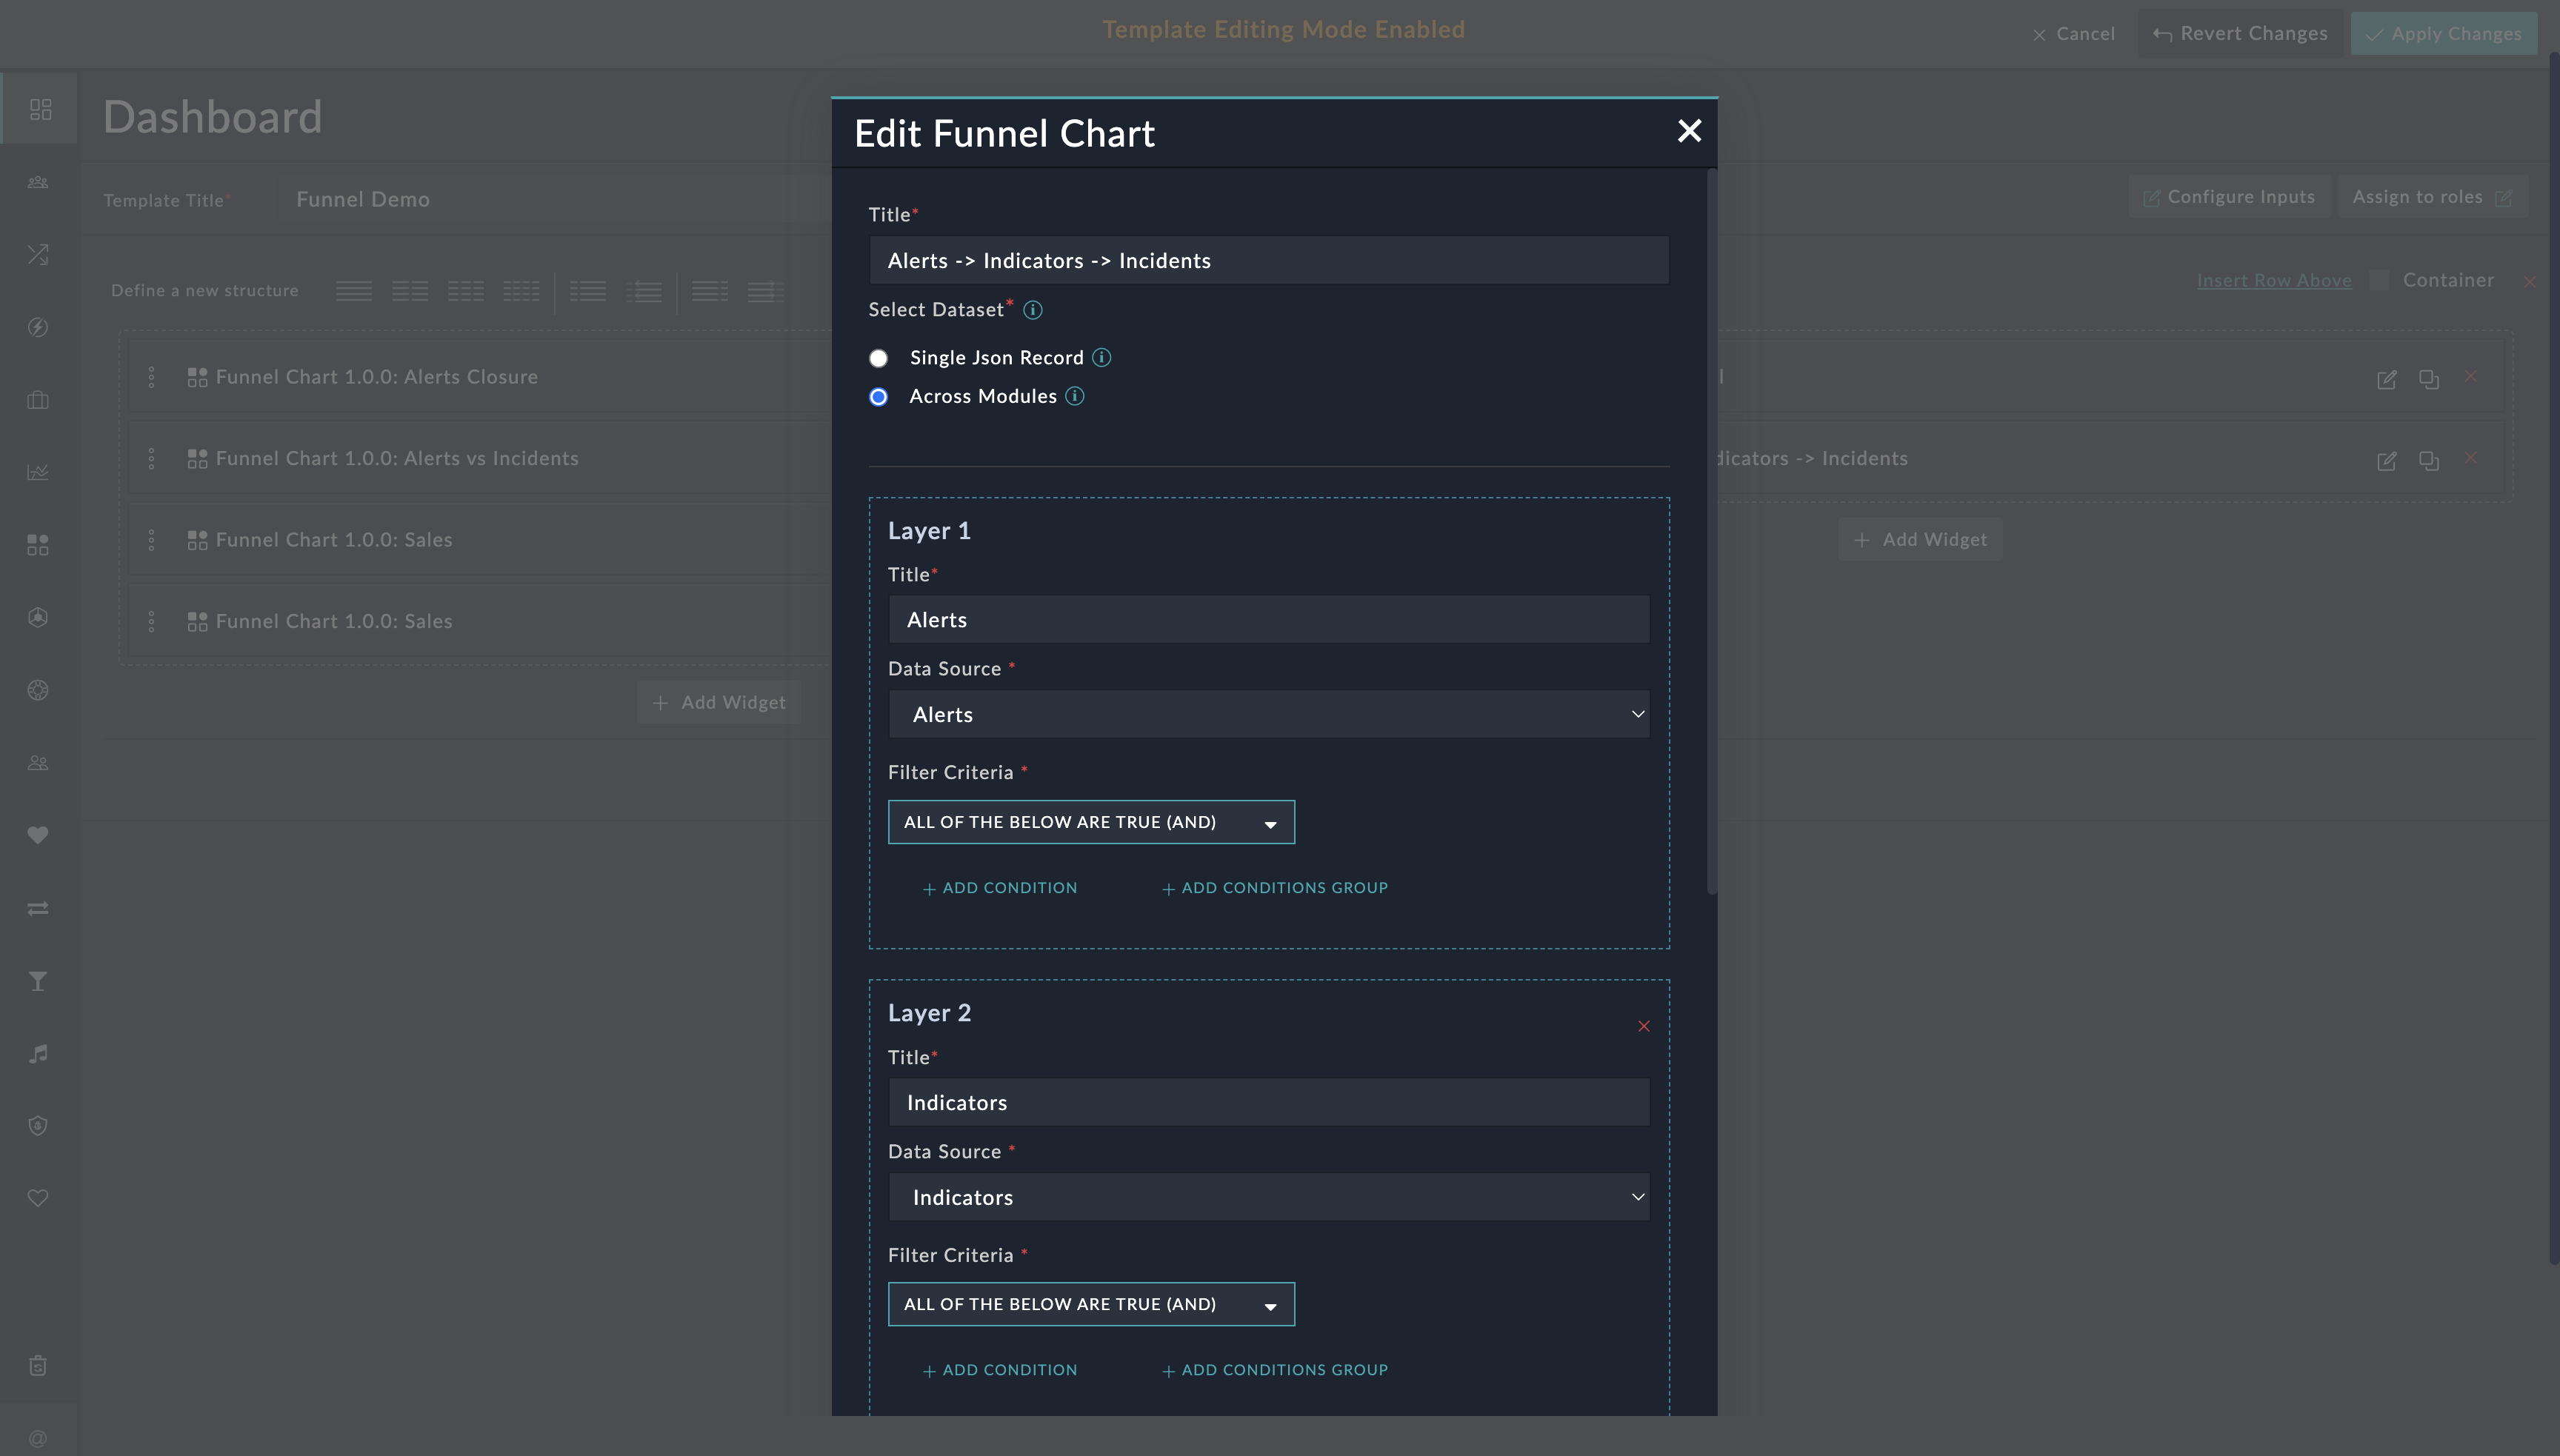 Template Editing Mode Enabled
Cancel
Revert Changes
Apply Changes
Dashboard
Template Title*
Funnel Demo
Configure Inputs
Assign to roles
Define a new structure
Insert Row Above
Container
Funnel Chart 1.0.0: Alerts Closure
Funnel Chart 1.0.0: Alerts vs Incidents
-> Incidents
Funnel Chart 1.0.0: Sales
Funnel Chart 1.0.0: Sales
+ Add Widget
+ Add Widget
Edit Funnel Chart
Title*
Alerts -> Indicators -> Incidents
Select Dataset*
Single Json Record
Across Modules
Layer 1
Title*
Alerts
Data Source *
Alerts
Filter Criteria *
ALL OF THE BELOW ARE TRUE (AND)
+ ADD CONDITION
+ ADD CONDITIONS GROUP
Layer 2
Title*
Indicators
Data Source *
Indicators
Filter Criteria *
ALL OF THE BELOW ARE TRUE (AND)
+ ADD CONDITION
+ ADD CONDITIONS GROUP